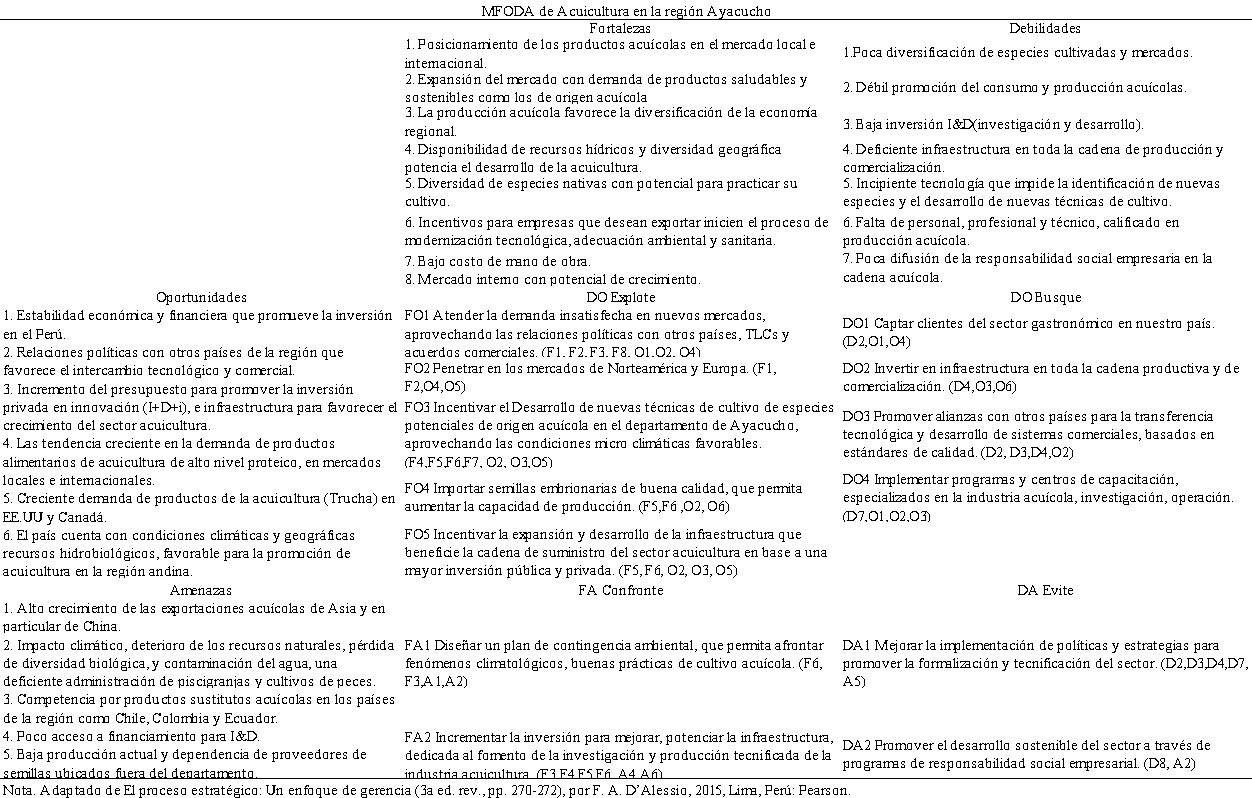 MFODA de Acuicultura en la región Ayacucho
Fortalezas
1. Posicionamiento de los productos acuícolas en el mercado local e
internacional.
2. Expansión del mercado con demanda de productos saludables y
sostenibles como los de origen acuícola
3. La producción acuícola favorece la diversificación de la economía
regional.
4. Disponibilidad de recursos hídricos y diversidad geográfica
potencia el desarrollo de la acuicultura.
5. Diversidad de especies nativas con potencial para practicar su
cultivo.
6. Incentivos para empresas que desean exportar inicien el proceso de
modernización tecnológica, adecuación ambiental y sanitaria.
7. Bajo costo de mano de obra.
8. Mercado interno con potencial de crecimiento.
Debilidades
1.Poca diversificación de especies cultivadas y mercados.
2. Débil promoción del consumo y producción acuícolas.
3. Baja inversión I&D(investigación y desarrollo).
4. Deficiente infraestructura en toda la cadena de producción y
comercialización.
5. Incipiente tecnología que impide la identificación de nuevas
especies y el desarrollo de nuevas técnicas de cultivo.
6. Falta de personal, profesional y técnico, calificado en
producción acuícola.
7. Poca difusión de la responsabilidad social empresaria en la
cadena acuícola.
Oportunidades
1. Estabilidad económica y financiera que promueve la inversión
en el Perú.
2. Relaciones políticas con otros países de la región que
favorece el intercambio tecnológico y comercial.
3. Incremento del presupuesto para promover la inversión
privada en innovación (I+D+i), e infraestructura para favorecer el
crecimiento del sector acuicultura.
4. Las tendencia creciente en la demanda de productos
alimentarios de acuicultura de alto nivel proteico, en mercados
locales e internacionales.
5. Creciente demanda de productos de la acuicultura (Trucha) en
EE.UU y Canadá.
6. El país cuenta con condiciones climáticas y geográficas
recursos hidrobiológicos, favorable para la promoción de
acuicultura en la región andina.
DO Explote
FO1 Atender la demanda insatisfecha en nuevos mercados,
aprovechando las relaciones políticas con otros países, TLCs y
acuerdos comerciales. (F1, F2, F3, F8, O1,O2, O4)
FO2 Penetrar en los mercados de Norteamérica y Europa. (F1,
F2,O4,O5)
FO3 Incentivar el Desarrollo de nuevas técnicas de cultivo de especies
potenciales de origen acuícola en el departamento de Ayacucho,
aprovechando las condiciones micro climáticas favorables.
(F4,F5,F6,F7, O2, O3,O5)
FO4 Importar semillas embrionarias de buena calidad, que permita
aumentar la capacidad de producción. (F5,F6 ,O2, O6)
FO5 Incentivar la expansión y desarrollo de la infraestructura que
beneficie la cadena de suministro del sector acuicultura en base a una
mayor inversión pública y privada. (F5, F6, O2, O3, O5)
DO Busque
DO1 Captar clientes del sector gastronómico en nuestro país.
(D2,O1,O4)
DO2 Invertir en infraestructura en toda la cadena productiva y de
comercialización. (D4,O3,O6)
DO3 Promover alianzas con otros países para la transferencia
tecnológica y desarrollo de sistemas comerciales, basados en
estándares de calidad. (D2, D3,D4,O2)
DO4 Implementar programas y centros de capacitación,
especializados en la industria acuícola, investigación, operación.
(D7,O1,O2,O3)
Amenazas
1. Alto crecimiento de las exportaciones acuícolas de Asia y en
particular de China.
2. Impacto climático, deterioro de los recursos naturales, pérdida
de diversidad biológica, y contaminación del agua, una
deficiente administración de piscigranjas y cultivos de peces.
3. Competencia por productos sustitutos acuícolas en los países
de la región como Chile, Colombia y Ecuador.
4. Poco acceso a financiamiento para I&D.
5. Baja producción actual y dependencia de proveedores de
semillas ubicados fuera del departamento.
FA Confronte
FA1 Diseñar un plan de contingencia ambiental, que permita afrontar
fenómenos climatológicos, buenas prácticas de cultivo acuícola. (F6,
F3,A1,A2)
FA2 Incrementar la inversión para mejorar, potenciar la infraestructura,
dedicada al fomento de la investigación y producción tecnificada de la
industria acuicultura. (F3,F4,F5,F6, A4, A6)
DA Evite
DA1 Mejorar la implementación de políticas y estrategias para
promover la formalización y tecnificación del sector. (D2,D3,D4,D7,
A5)
DA2 Promover el desarrollo sostenible del sector a través de
programas de responsabilidad social empresarial. (D8, A2)
Nota. Adaptado de El proceso estratégico: Un enfoque de gerencia (3a ed. rev., pp. 270-272), por F. A. D’Alessio, 2015, Lima, Perú: Pearson.